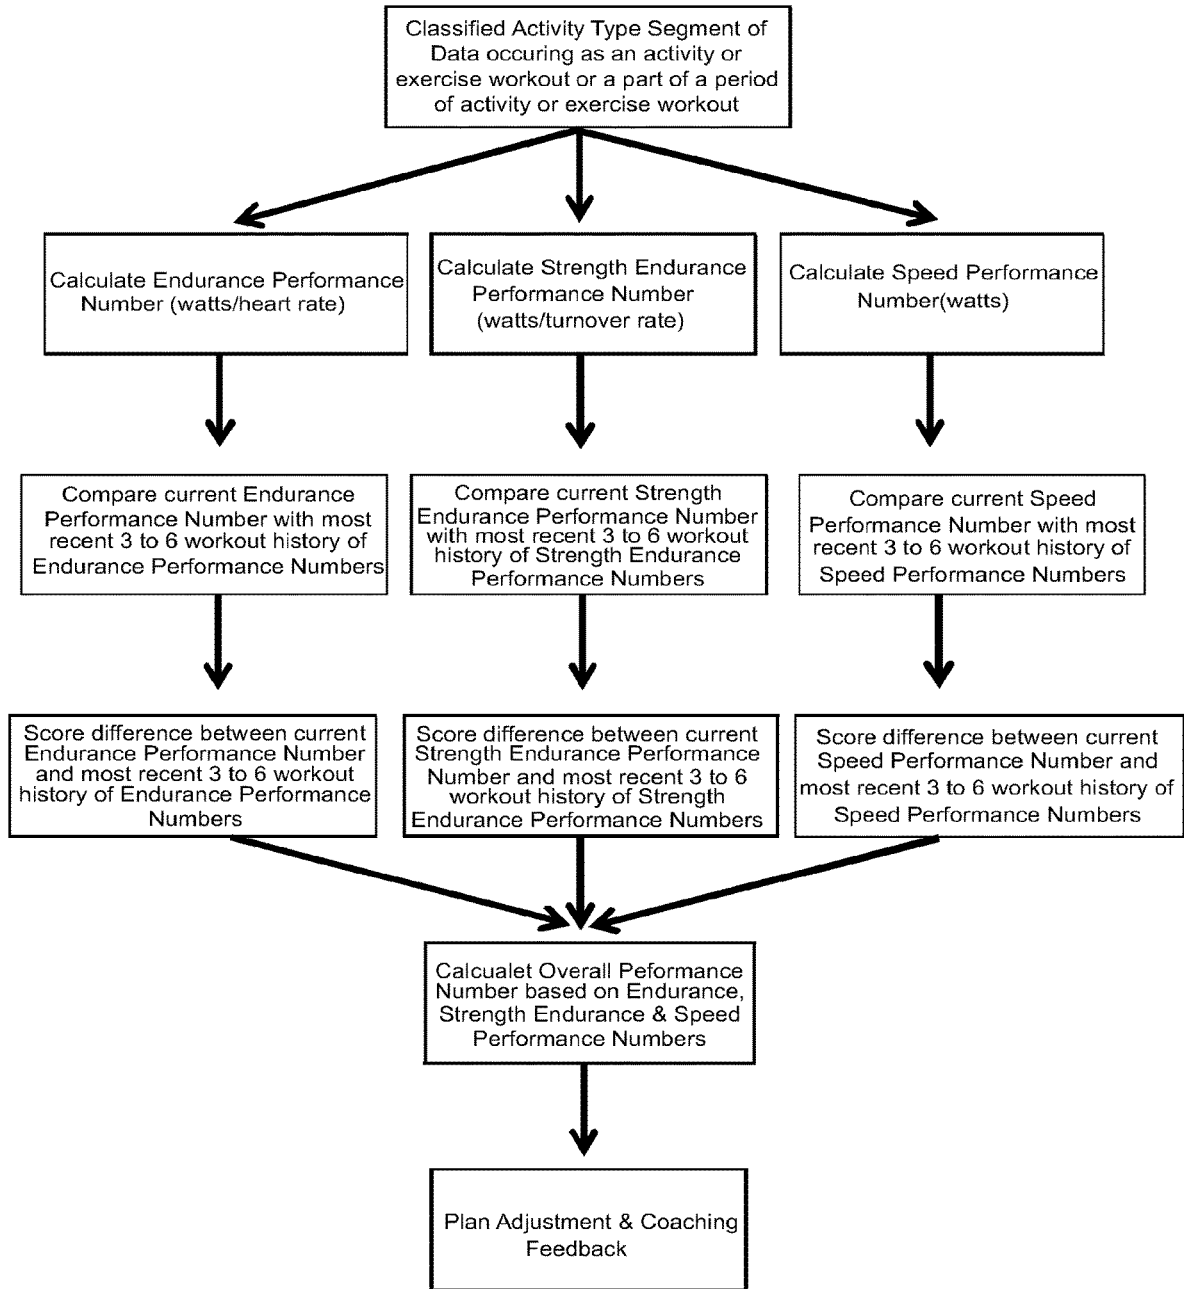 Classified Activity Type Segment of
Data occuring as an activity or
exercise workout or a part of a period
of activity or exercise workout
Calculate Endurance Performance
Number (watts/heart rate)
Calculate Strength Endurance
Performance Number
(watts/turnover rate)
Calculate Speed Performance
Number(watts)
Compare current Endurance
Performance Number with most
recent 3 to 6 workout history of
Endurance Performance Numbers
Compare current Strength
Endurance Performance Number
with most recent 3 to 6 workout
history of Strength Endurance
Performance Numbers
Compare current Speed
Performance Number with most
recent 3 to 6 workout history of
Speed Performance Numbers
Score difference between current
Endurance Performance Number
and most recent 3 to 6 workout
history of Endurance Performance
Numbers
Score difference between current
Strength Endurance Performance
Number and most recent 3 to 6
workout history of Strength
Endurance Performance Numbers
Score difference between current
Speed Performance Number and
most recent 3 to 6 workout history of
Speed Performance Numbers
Calcualet Overall Peformance
Number based on Endurance,
Strength Endurance & Speed
Performance Numbers
Plan Adjustment & Coaching
Feedback